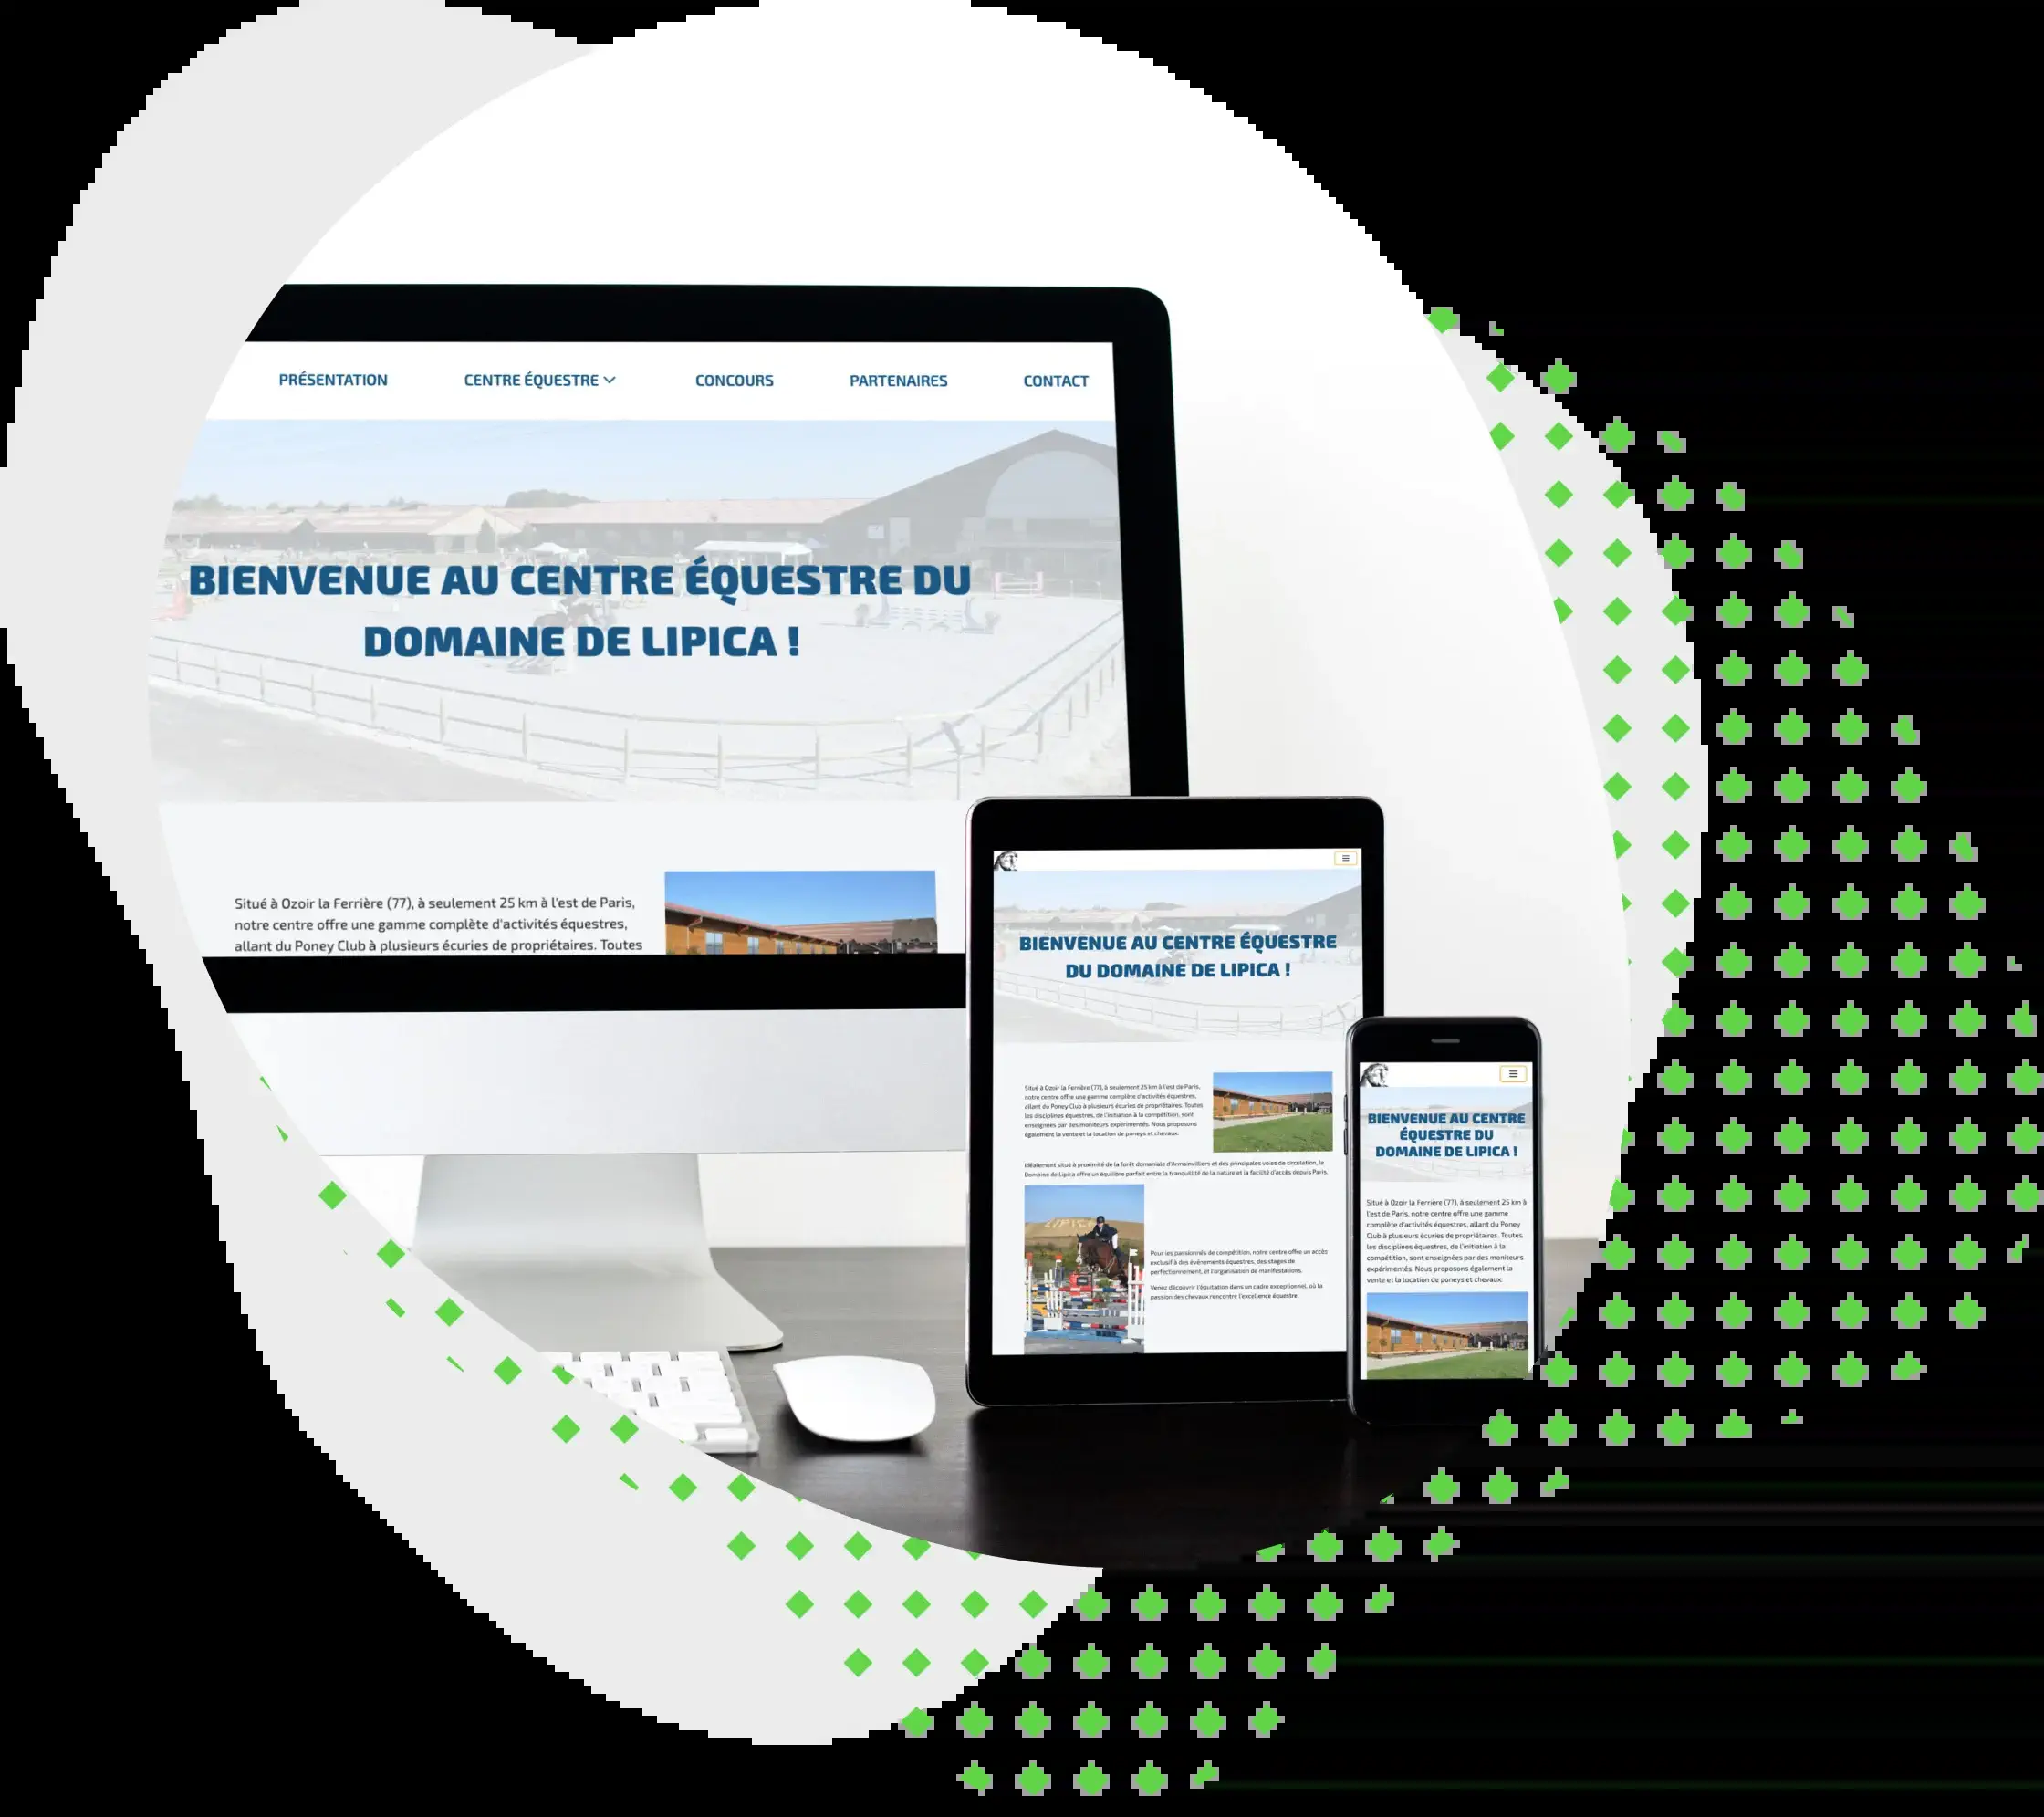 PRÉSENTATION CENTRE ÉQUESTRE CONCOURS PARTENAIRES CONTACT
BIENVENUE AU CENTRE ÉQUESTRE DU
DOMAINE DE LIPICA !
Situé à Ozoir la Ferrière (77), à seulement 25 km à l'est de Paris,
notre centre offre une gamme complète d'activités équestres,
allant du Poney Club à plusieurs écuries de propriétaires. Toutes
BIENVENUE AU CENTRE ÉQUESTRE
DU DOMAINE DE LIPICA !
Situé à Ozoir la Ferrière (77), à seulement 25 km à l'est de Paris,
notre centre offre une gamme complète d'activités équestres,
allant du Poney Club à plusieurs écuries de propriétaires. Toutes
les disciplines équestres, de l'initiation à la compétition, sont
enseignées par des moniteurs expérimentés. Nous proposons
également la vente et la location de poneys et chevaux.
Idéalement situé à proximité de la forêt domaniale d'Armainvilliers et des principales voies de circulation, le
Domaine de Lipica offre un équilibre parfait entre la tranquillité de la nature et la facilité d'accès depuis Paris.
Pour les passionnés de compétition, notre centre offre un accès
exclusif à des événements équestres, des stages de
perfectionnement, et l'organisation de manifestations.
Venez découvrir l'équitation dans un cadre exceptionnel, où la
passion des chevaux rencontre l'excellence équestre.
BIENVENUE AU CENTRE
ÉQUESTRE DU
DOMAINE DE LIPICA !
Situé à Ozoir la Ferrière (77), à seulement 25 km à
l'est de Paris, notre centre offre une gamme
complète d'activités équestres, allant du Poney
Club à plusieurs écuries de propriétaires. Toutes
les disciplines équestres, de l'initiation à la
compétition, sont enseignées par des moniteurs
expérimentés. Nous proposons également la
vente et la location de poneys et chevaux.